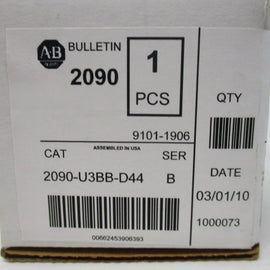 AB
BULLETIN
2090
1
PCS
QTY
9101-1906
ASSEMBLED IN USA
CAT
SER
2090-U3BB-D44
B
DATE
03/01/10
00662453906393
1000073